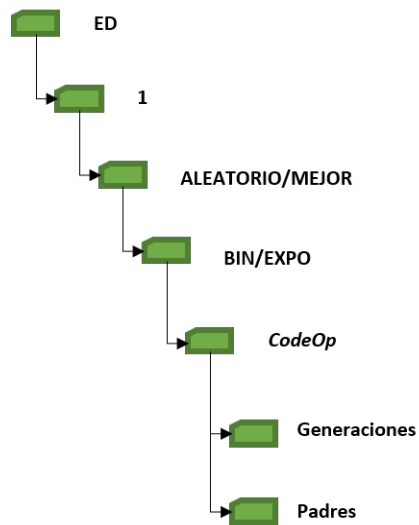 ED
1
ALEATORIO/MEJOR
BIN/EXPO
CodeOp
Generaciones
Padres